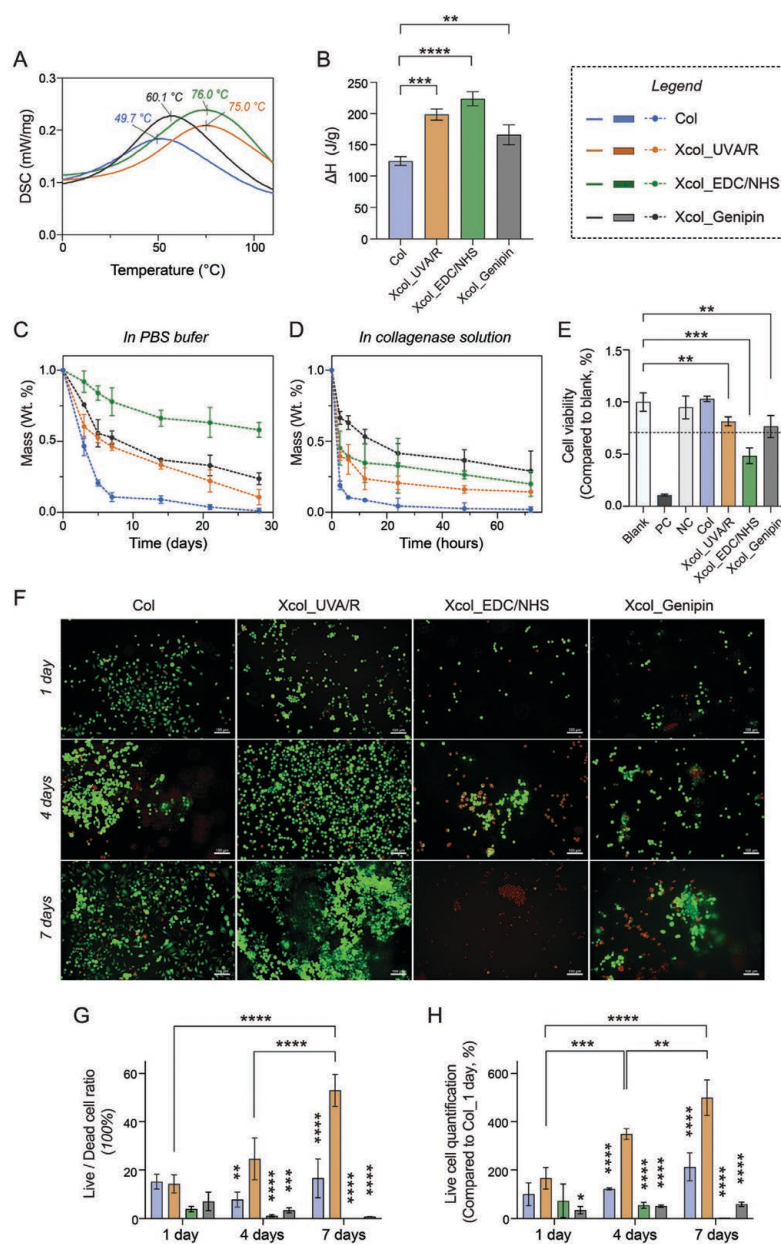 A
DSC (mW/mg)
0.3
0.2
0.1
0.0
49.7 °C
60.1 °C
76.0 °C
75.0 °C
0
50
100
Temperature (°C)
B
**
****
***
ΔH (J/g)
250
200
150
100
50
0
Col
Xcol_UVA/R
Xcol_EDC/NHS
Xcol_Genipin
Legend
Col
Xcol_UVA/R
Xcol_EDC/NHS
Xcol_Genipin
C
In PBS bufer
Mass (Wt. %)
1.0
0.5
0.0
0
10
20
30
Time (days)
D
In collagenase solution
Mass (Wt. %)
1.0
0.5
0.0
0
20
40
60
Time (hours)
E
**
***
**
Cell viability
(Compared to blank, %)
1.5
1.0
0.5
0.0
Blank
PC
NC
Col
Xcol_UVA/R
Xcol_EDC/NHS
Xcol_Genipin
F
Col
Xcol_UVA/R
Xcol_EDC/NHS
Xcol_Genipin
1 day
4 days
7 days
G
****
****
Live / Dead cell ratio
(100%)
60
40
20
0
**
****
***
****
****
****
1 day
4 days
7 days
H
****
***
**
Live cell quantification
(Compared to Col_1 day, %)
600
400
200
0
*
****
****
****
****
****
****
1 day
4 days
7 days